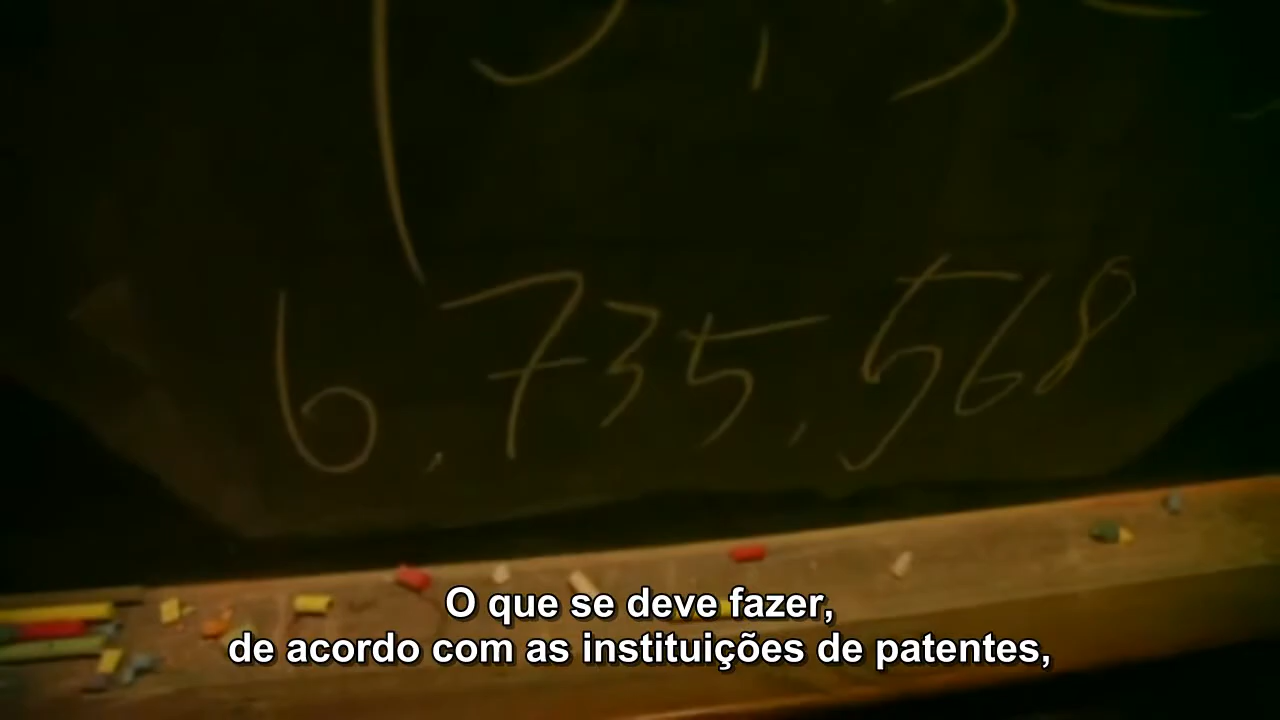 6.735,568
O que se deve fazer,
de acordo com as instituições de patentes,